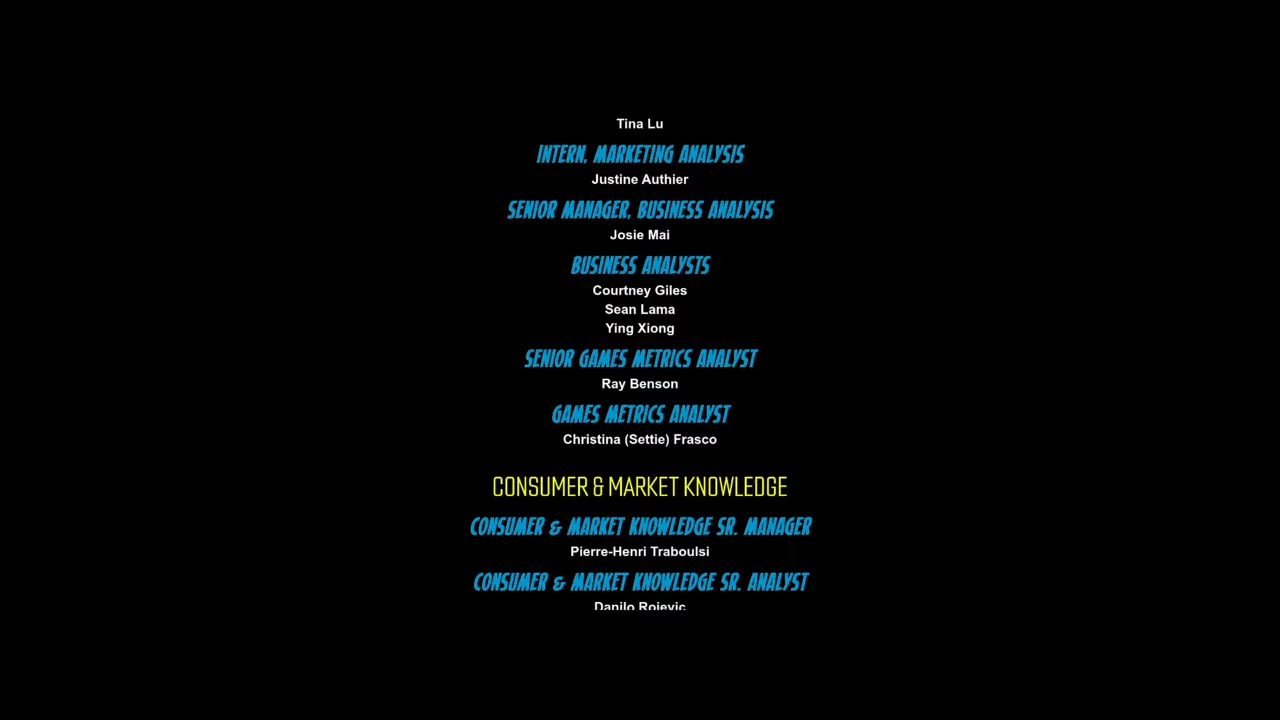 Tina Lu
INTERN, MARKETING ANALYSIS
Justine Authier
SENIOR MANAGER, BUSINESS ANALYSIS
Josie Mai
BUSINESS ANALYSTS
Courtney Giles
Sean Lama
Ying Xiong
SENIOR GAMES METRICS ANALYST
Ray Benson
GAMES METRICS ANALYST
Christina (Settie) Frasco
CONSUMER & MARKET KNOWLEDGE
CONSUMER & MARKET KNOWLEDGE SR. MANAGER
Pierre-Henri Traboulsi
CONSUMER & MARKET KNOWLEDGE SR. ANALYST
Danilo